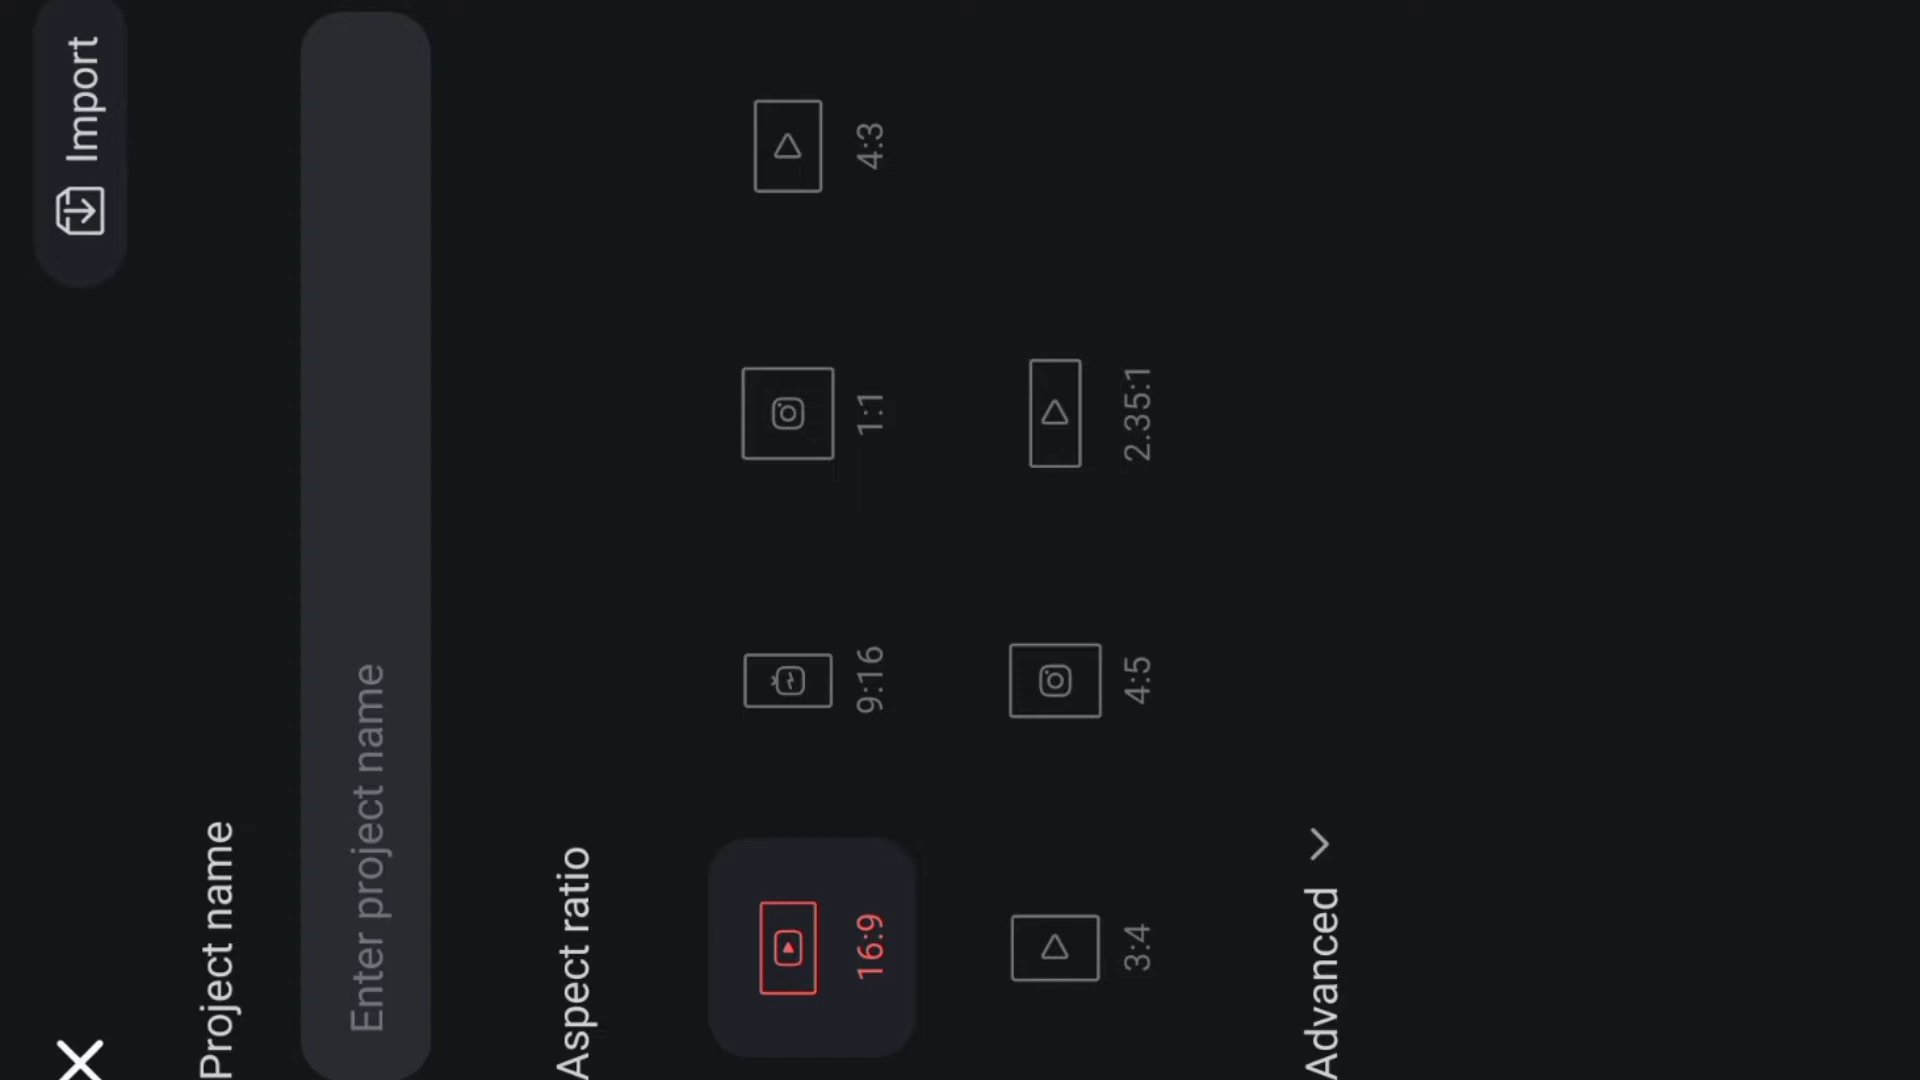 Import
Project name
Enter project name
Aspect ratio
16:9
9:16
1:1
4:3
3:4
4:5
2.35:1
Advanced